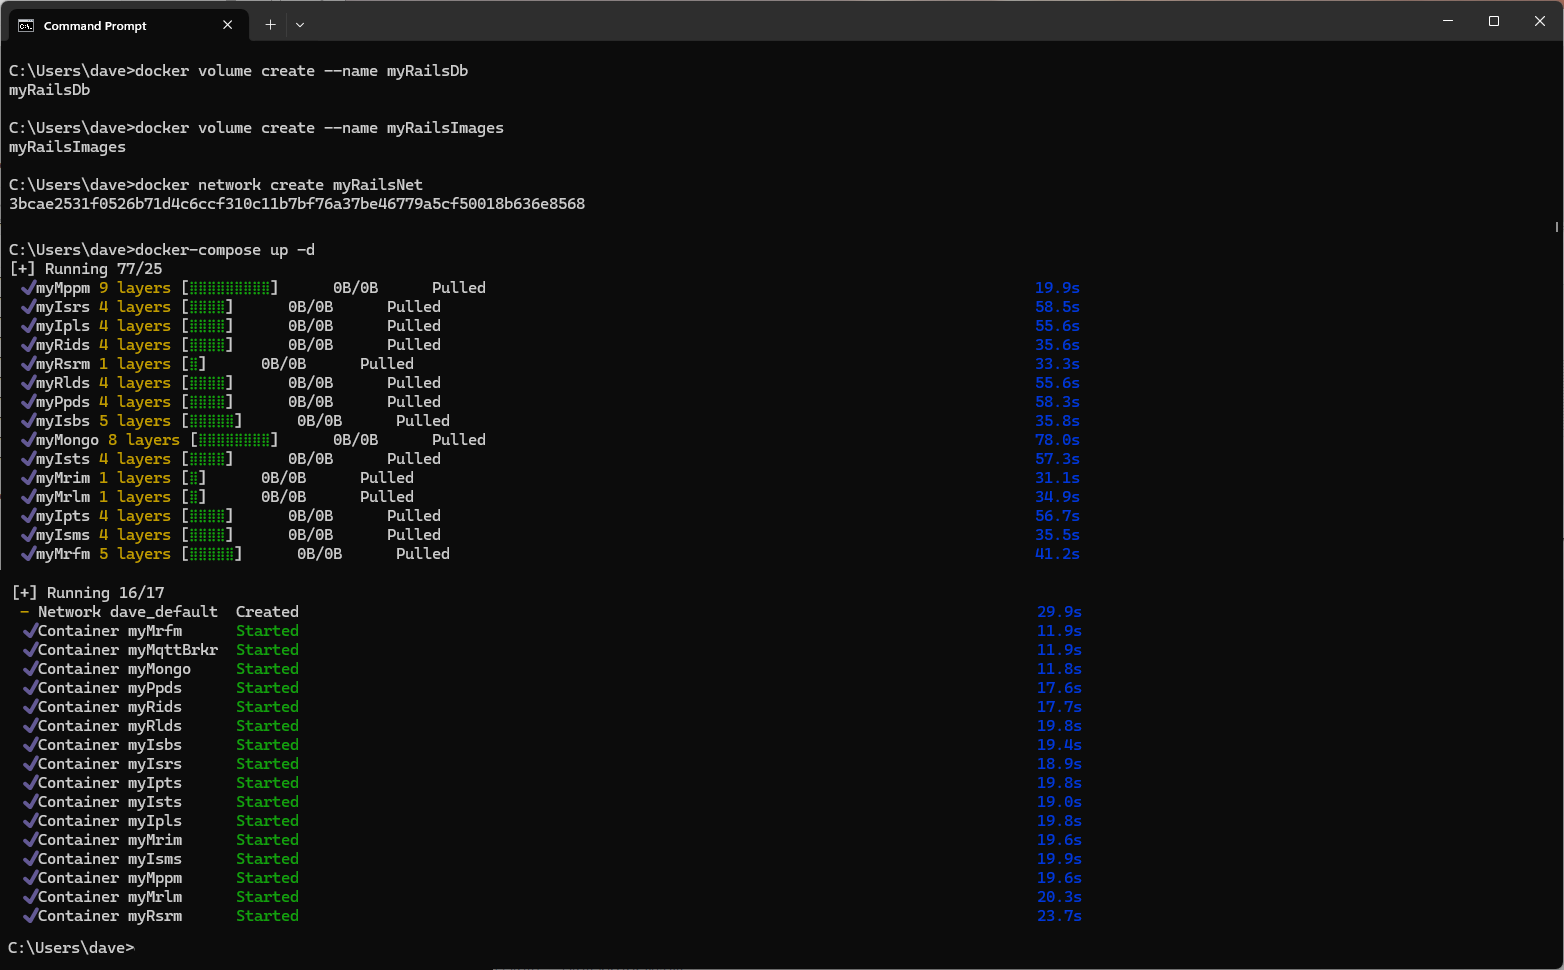 Command Prompt
C:\Users\dave>docker volume create --name myRailsDb
myRailsDb
C:\Users\dave>docker volume create --name myRailsImages
myRailsImages
C:\Users\dave>docker network create myRailsNet
3bcae2531f0526b71d4c6ccf310c11b7bf76a37be46779a5cf50018b636e8568
C:\Users\dave>docker-compose up -d
[+] Running 77/25
✔myMppm 9 layers [⣿⣿⣿⣿⣿⣿⣿⣿⣿] 0B/0B Pulled 19.9s
✔myIsrs 4 layers [⣿⣿⣿⣿] 0B/0B Pulled 58.5s
✔myIpls 4 layers [⣿⣿⣿⣿] 0B/0B Pulled 55.6s
✔myRids 4 layers [⣿⣿⣿⣿] 0B/0B Pulled 35.6s
✔myRsrm 1 layers [⣿] 0B/0B Pulled 33.3s
✔myRlds 4 layers [⣿⣿⣿⣿] 0B/0B Pulled 55.6s
✔myPpds 4 layers [⣿⣿⣿⣿] 0B/0B Pulled 58.3s
✔myIsbs 5 layers [⣿⣿⣿⣿⣿] 0B/0B Pulled 35.8s
✔myMongo 8 layers [⣿⣿⣿⣿⣿⣿⣿⣿] 0B/0B Pulled 78.0s
✔myIsts 4 layers [⣿⣿⣿⣿] 0B/0B Pulled 57.3s
✔myMrim 1 layers [⣿] 0B/0B Pulled 31.1s
✔myMrlm 1 layers [⣿] 0B/0B Pulled 34.9s
✔myIpts 4 layers [⣿⣿⣿⣿] 0B/0B Pulled 56.7s
✔myIsms 4 layers [⣿⣿⣿⣿] 0B/0B Pulled 35.5s
✔myMrfm 5 layers [⣿⣿⣿⣿⣿] 0B/0B Pulled 41.2s
[+] Running 16/17
- Network dave_default Created 29.9s
✔Container myMrfm Started 11.9s
✔Container myMqttBrkr Started 11.9s
✔Container myMongo Started 11.8s
✔Container myPpds Started 17.6s
✔Container myRids Started 17.7s
✔Container myRlds Started 19.8s
✔Container myIsbs Started 19.4s
✔Container myIsrs Started 18.9s
✔Container myIpts Started 19.8s
✔Container myIsts Started 19.0s
✔Container myIpls Started 19.8s
✔Container myMrim Started 19.6s
✔Container myIsms Started 19.9s
✔Container myMppm Started 19.6s
✔Container myMrlm Started 20.3s
✔Container myRsrm Started 23.7s
C:\Users\dave>